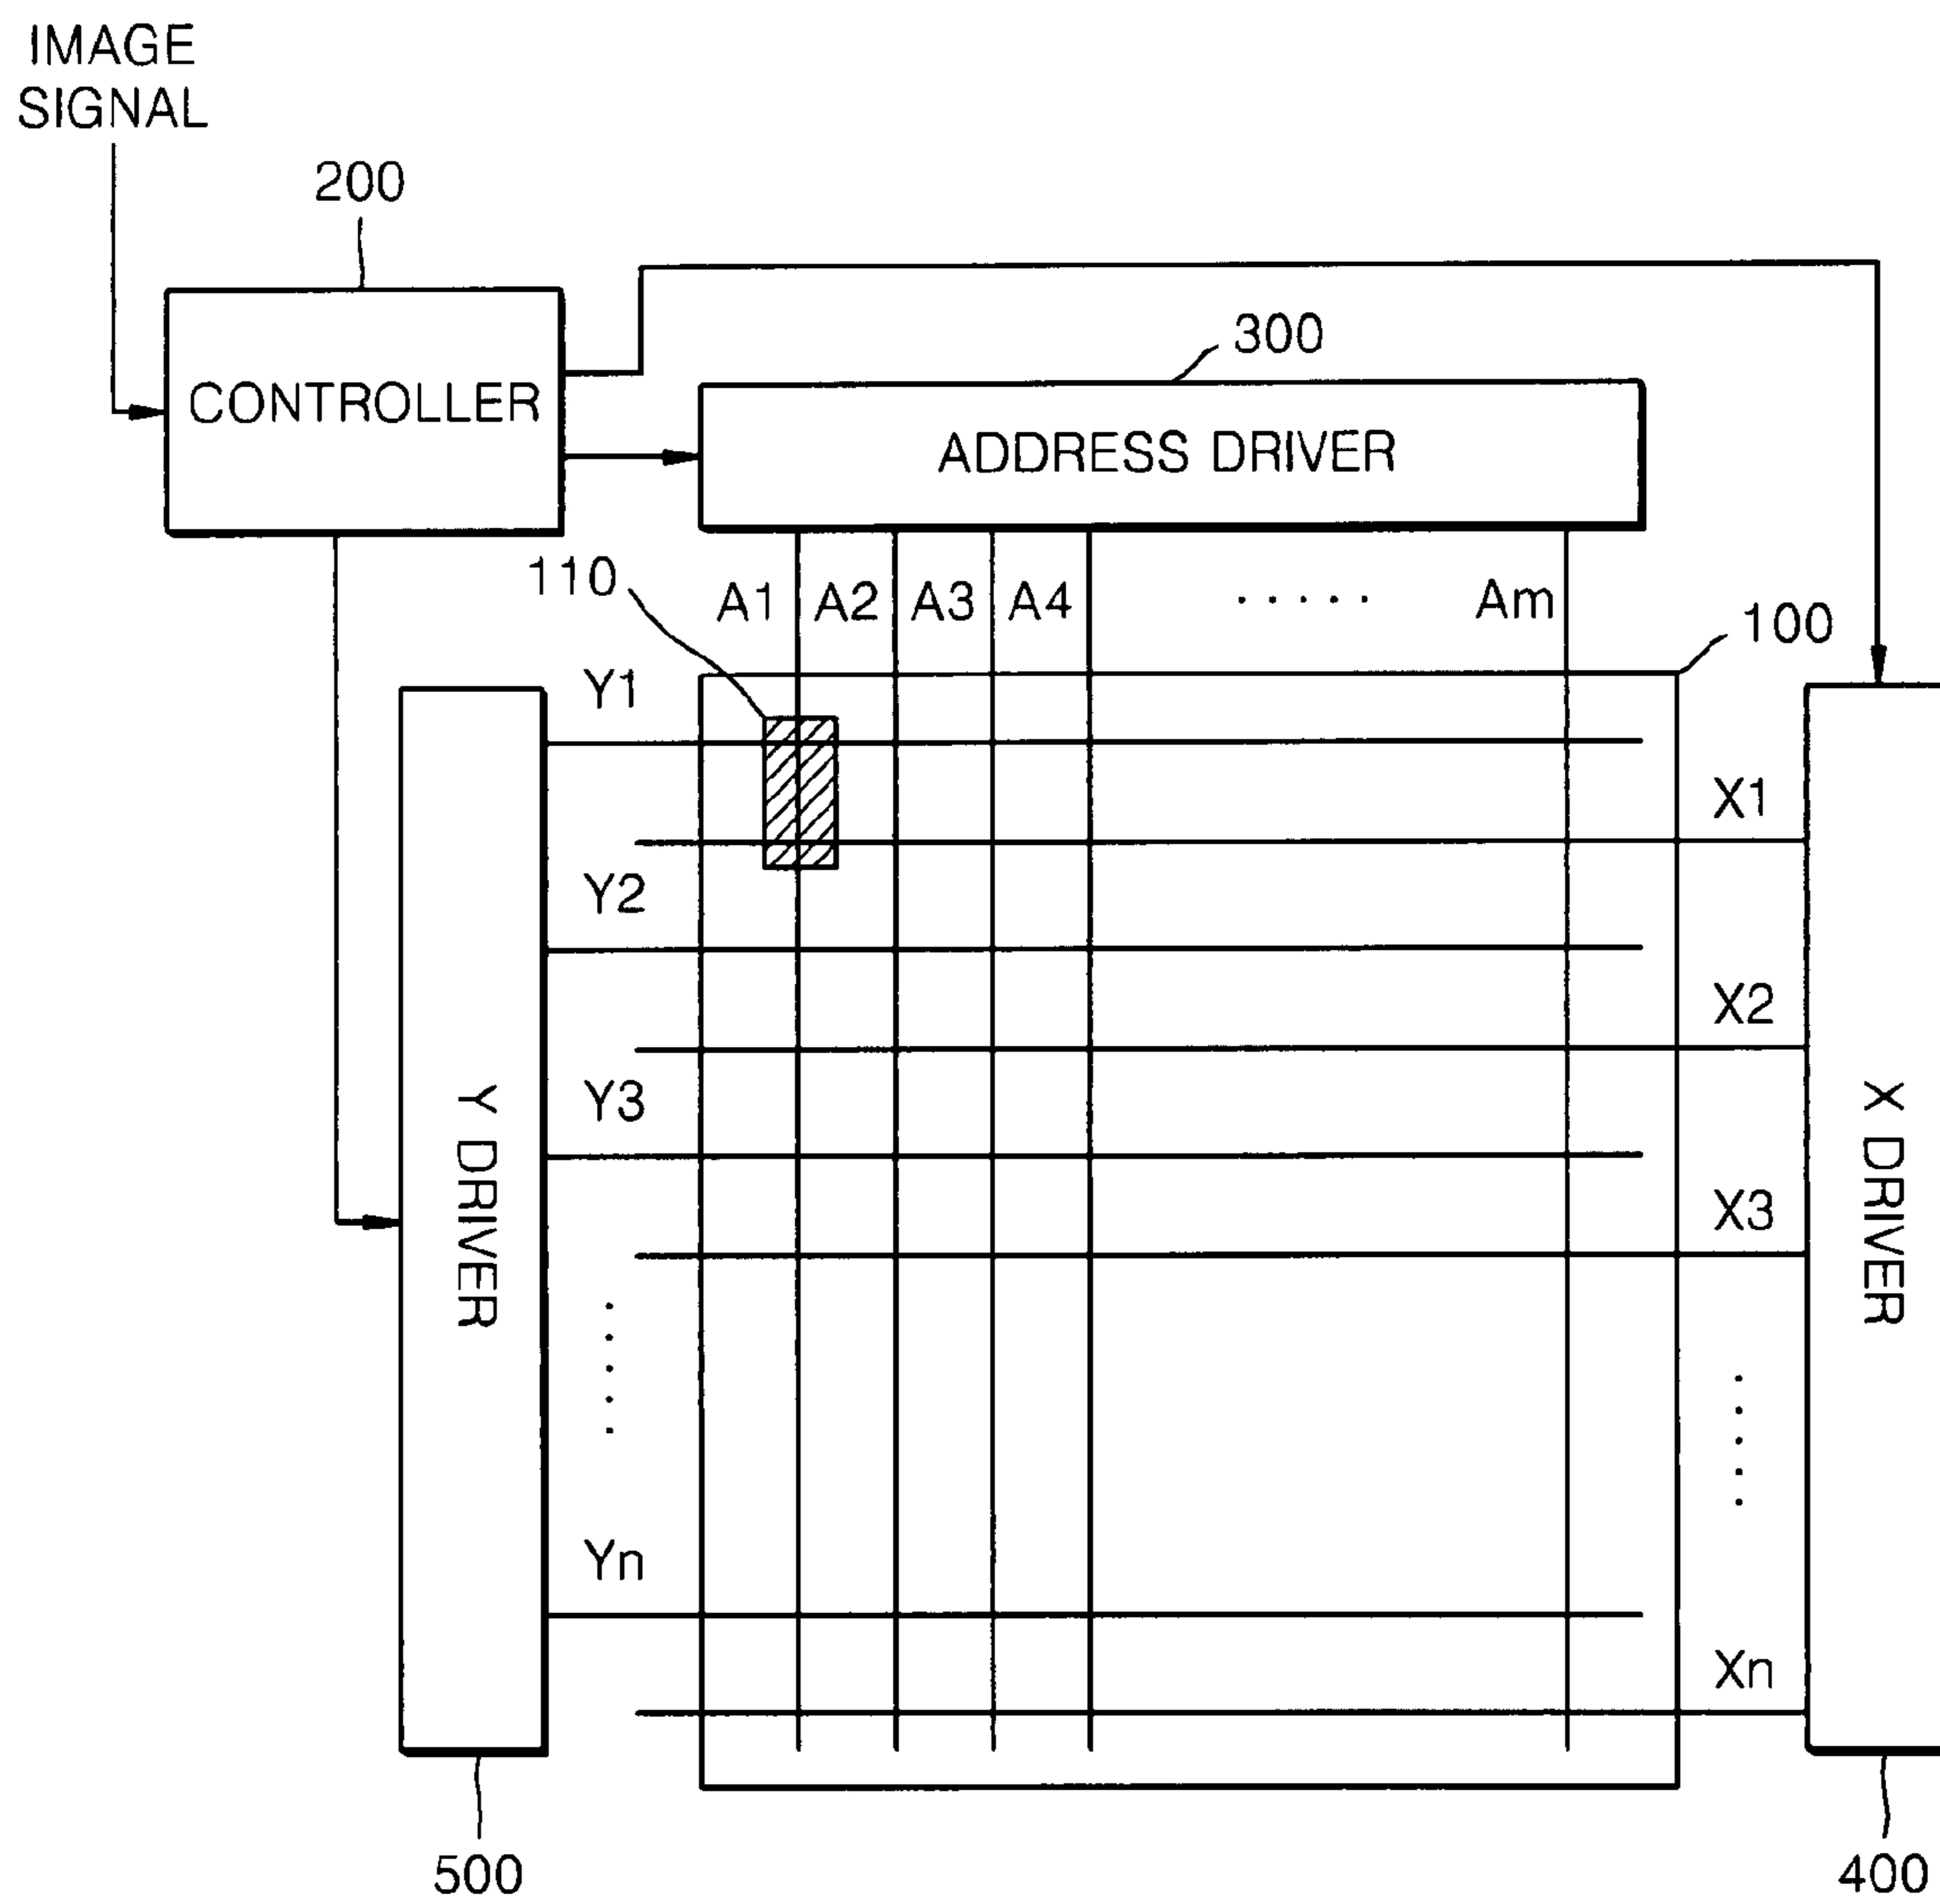 IMAGE
SIGNAL
200
CONTROLLER
300
ADDRESS DRIVER
110
A1 A2 A3 A4 ..... Am
100
Y1
X1
Y2
X2
Y3
X3
Y DRIVER
X DRIVER
Yn
Xn
500
400